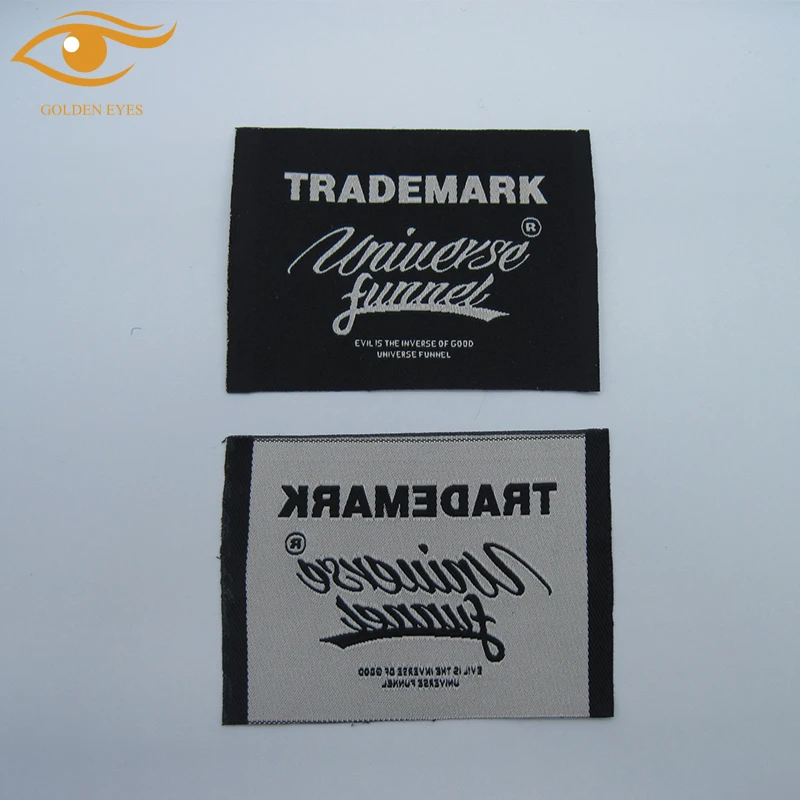 GOLDEN EYES
TRADEMARK
Universe ®
funnel
EVIL IS THE INVERSE OF GOOD
UNIVERSE FUNNEL
TRADEMARK
Universe ®
funnel
EVIL IS THE INVERSE OF GOOD
UNIVERSE FUNNEL